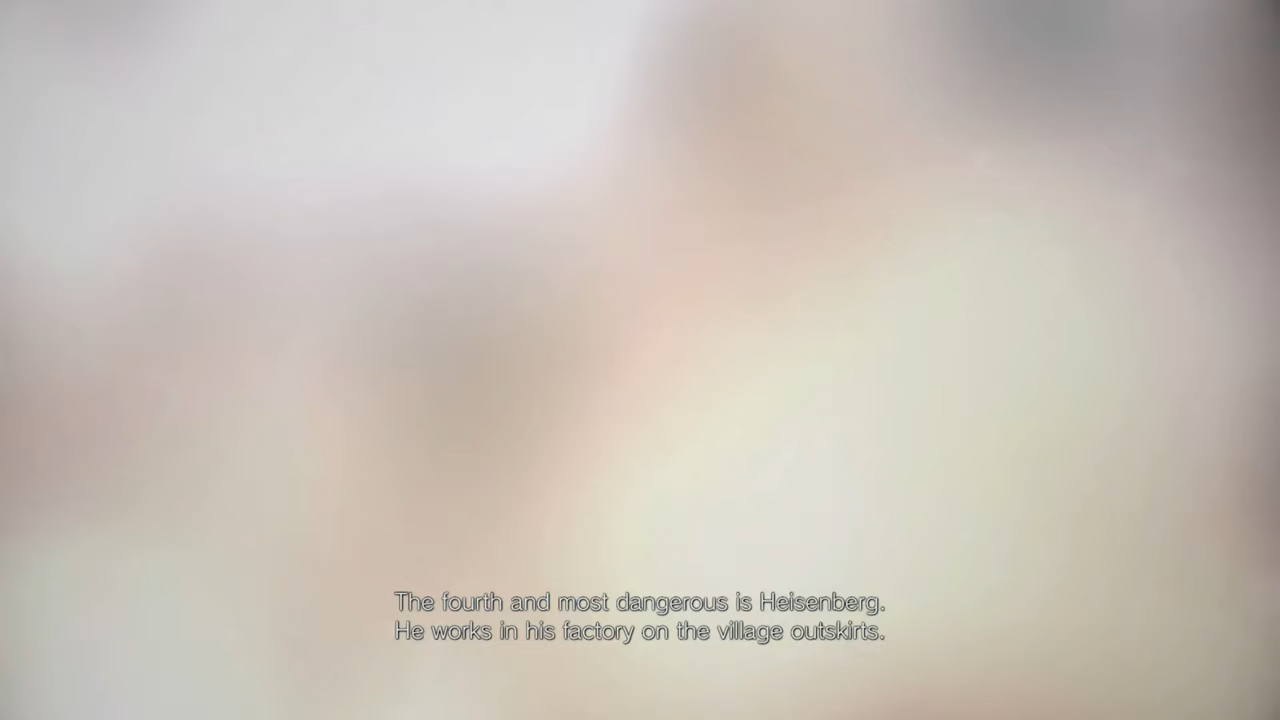 The fourth and most dangerous is Heisenberg.
He works in his factory on the village outskirts.